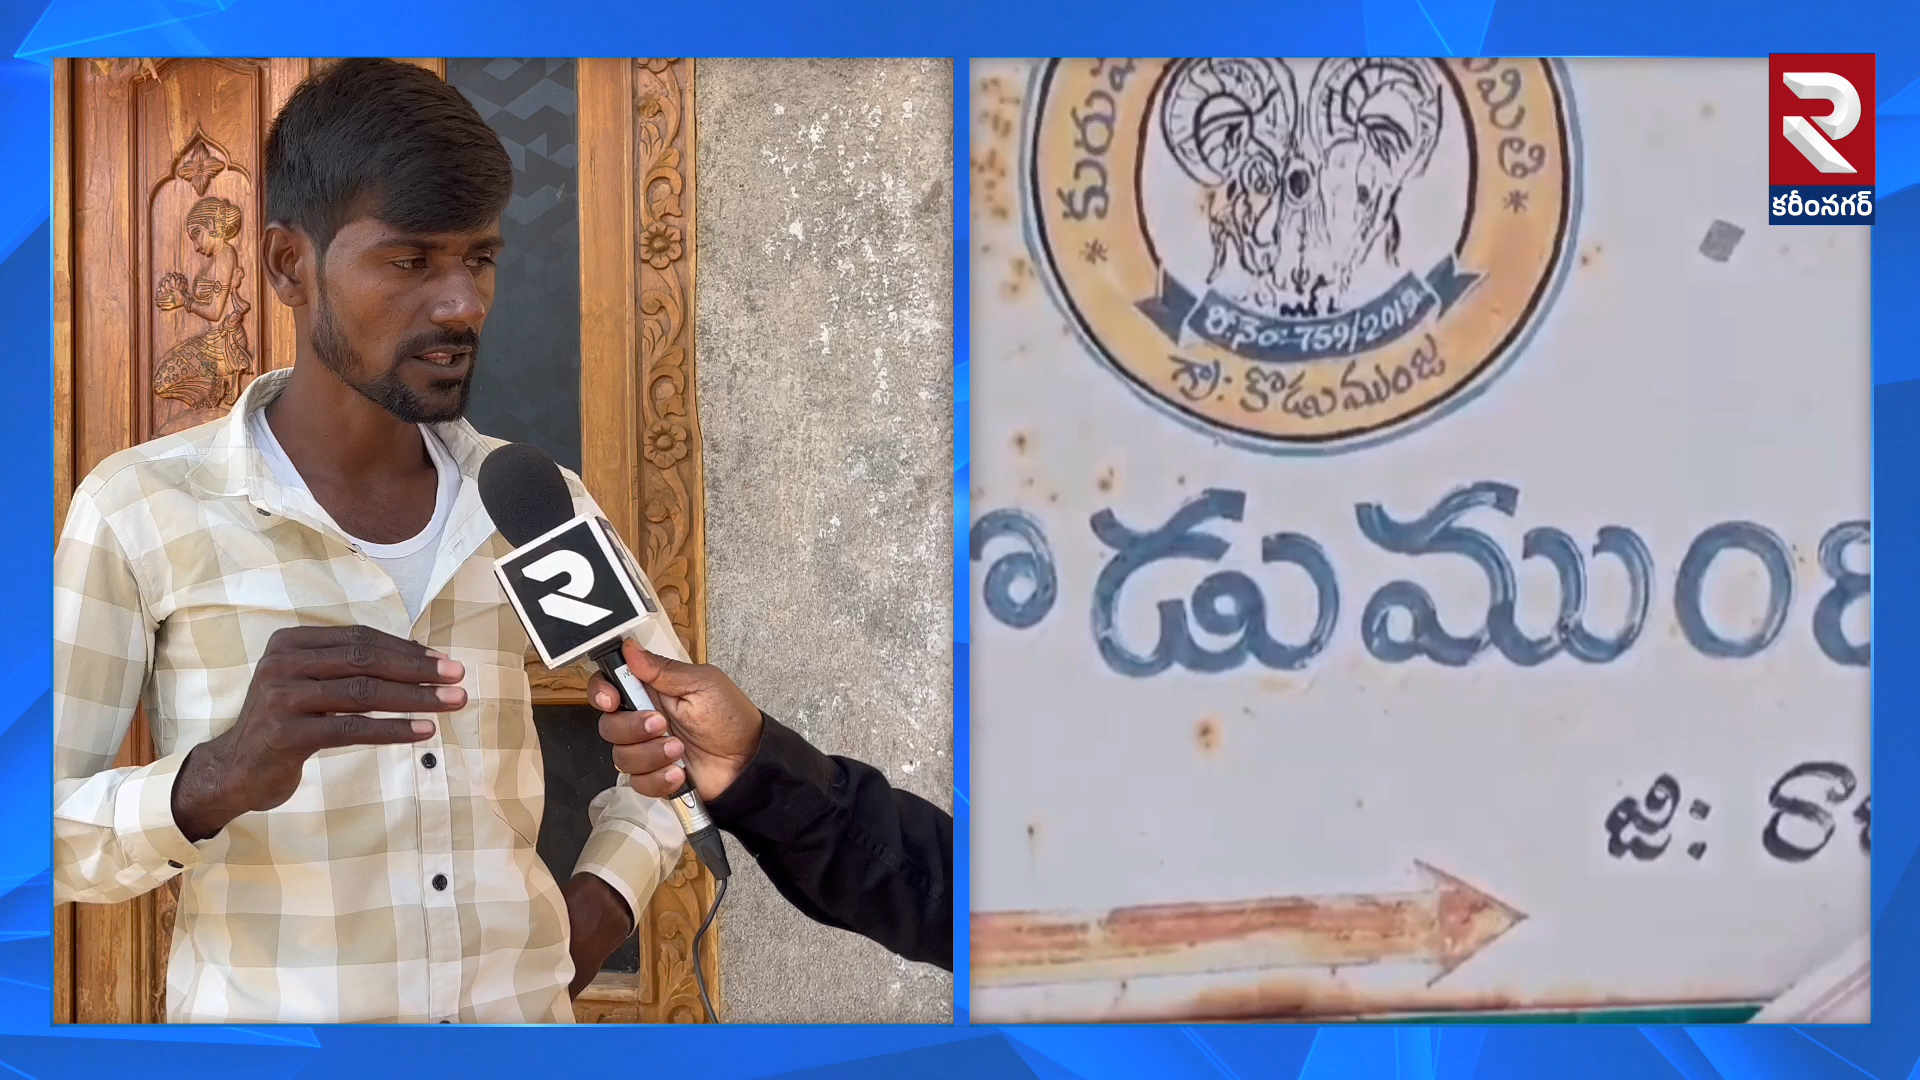 R
కరీంనగర్
R
కురుమ
మితి
రి.నెం:-759/2019
గ్రా: కొడుముంజ
డుముంజ
జి: రా